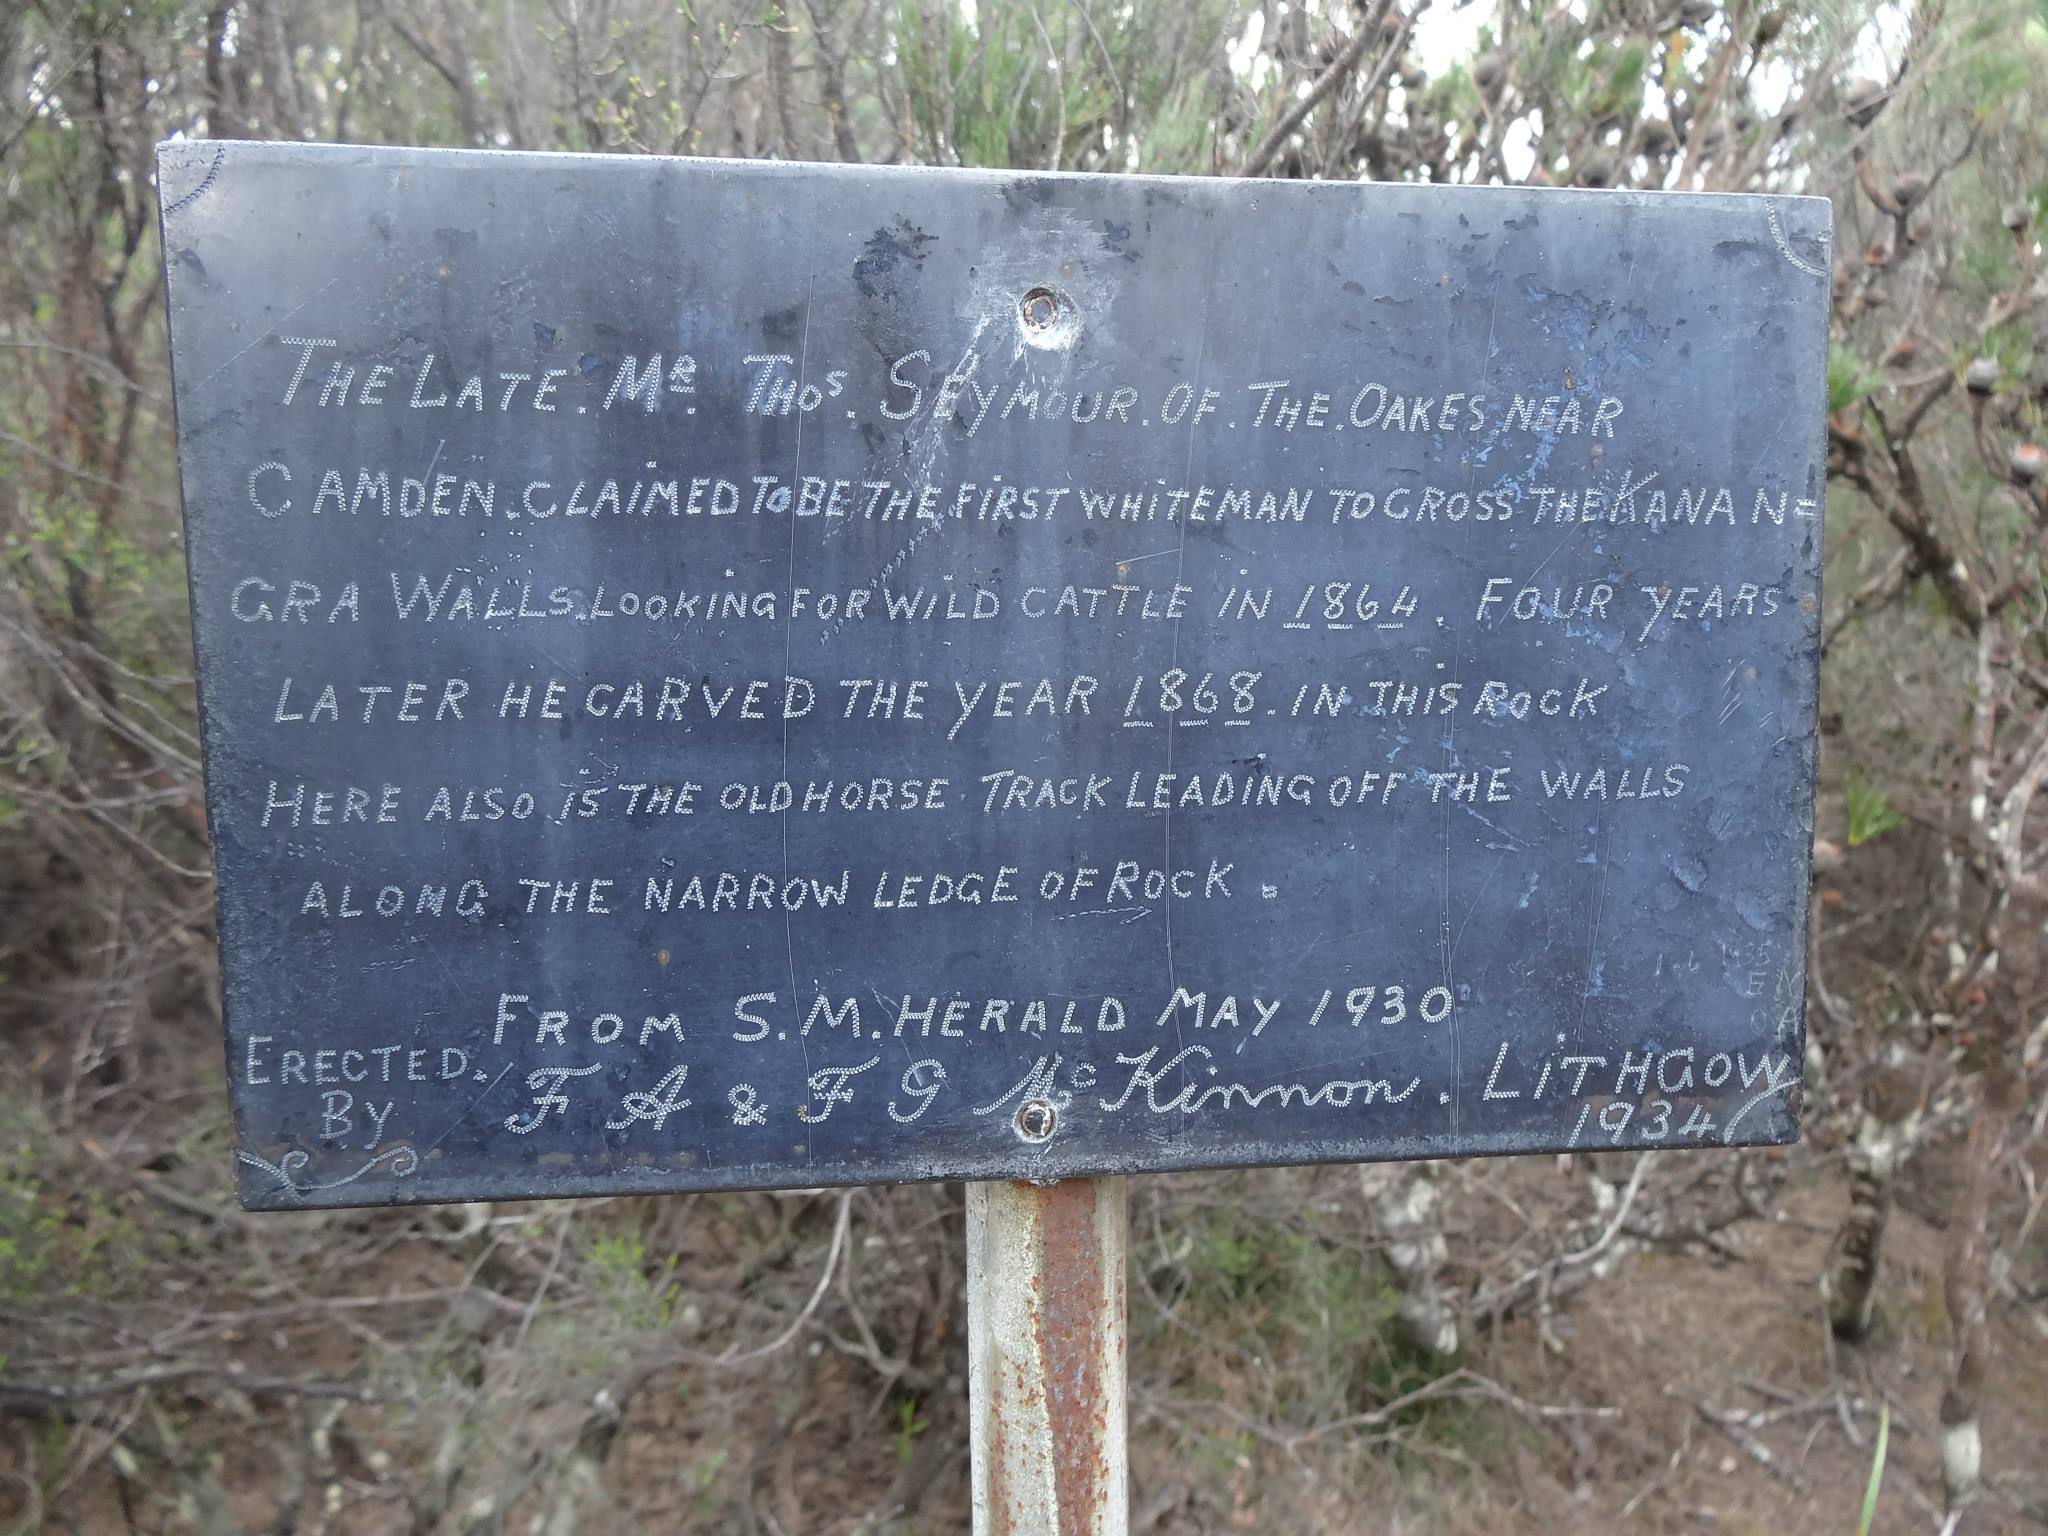 THE LATE. MR. THOS. SEYMOUR. OF. THE. OAKES NEAR
CAMDEN. CLAIMED TO BE THE FIRST WHITEMAN TO CROSS THE KANAN=
GRA WALLS. LOOKING FOR WILD CATTLE IN 1864. FOUR YEARS
LATER HE CARVED THE YEAR 1868. IN THIS ROCK
HERE ALSO IS THE OLD HORSE TRACK LEADING OFF THE WALLS
ALONG THE NARROW LEDGE OF ROCK.
FROM S.M. HERALD MAY 1930
ERECTED.
BY
F A & F G McKinnon. LITHGOW
1934